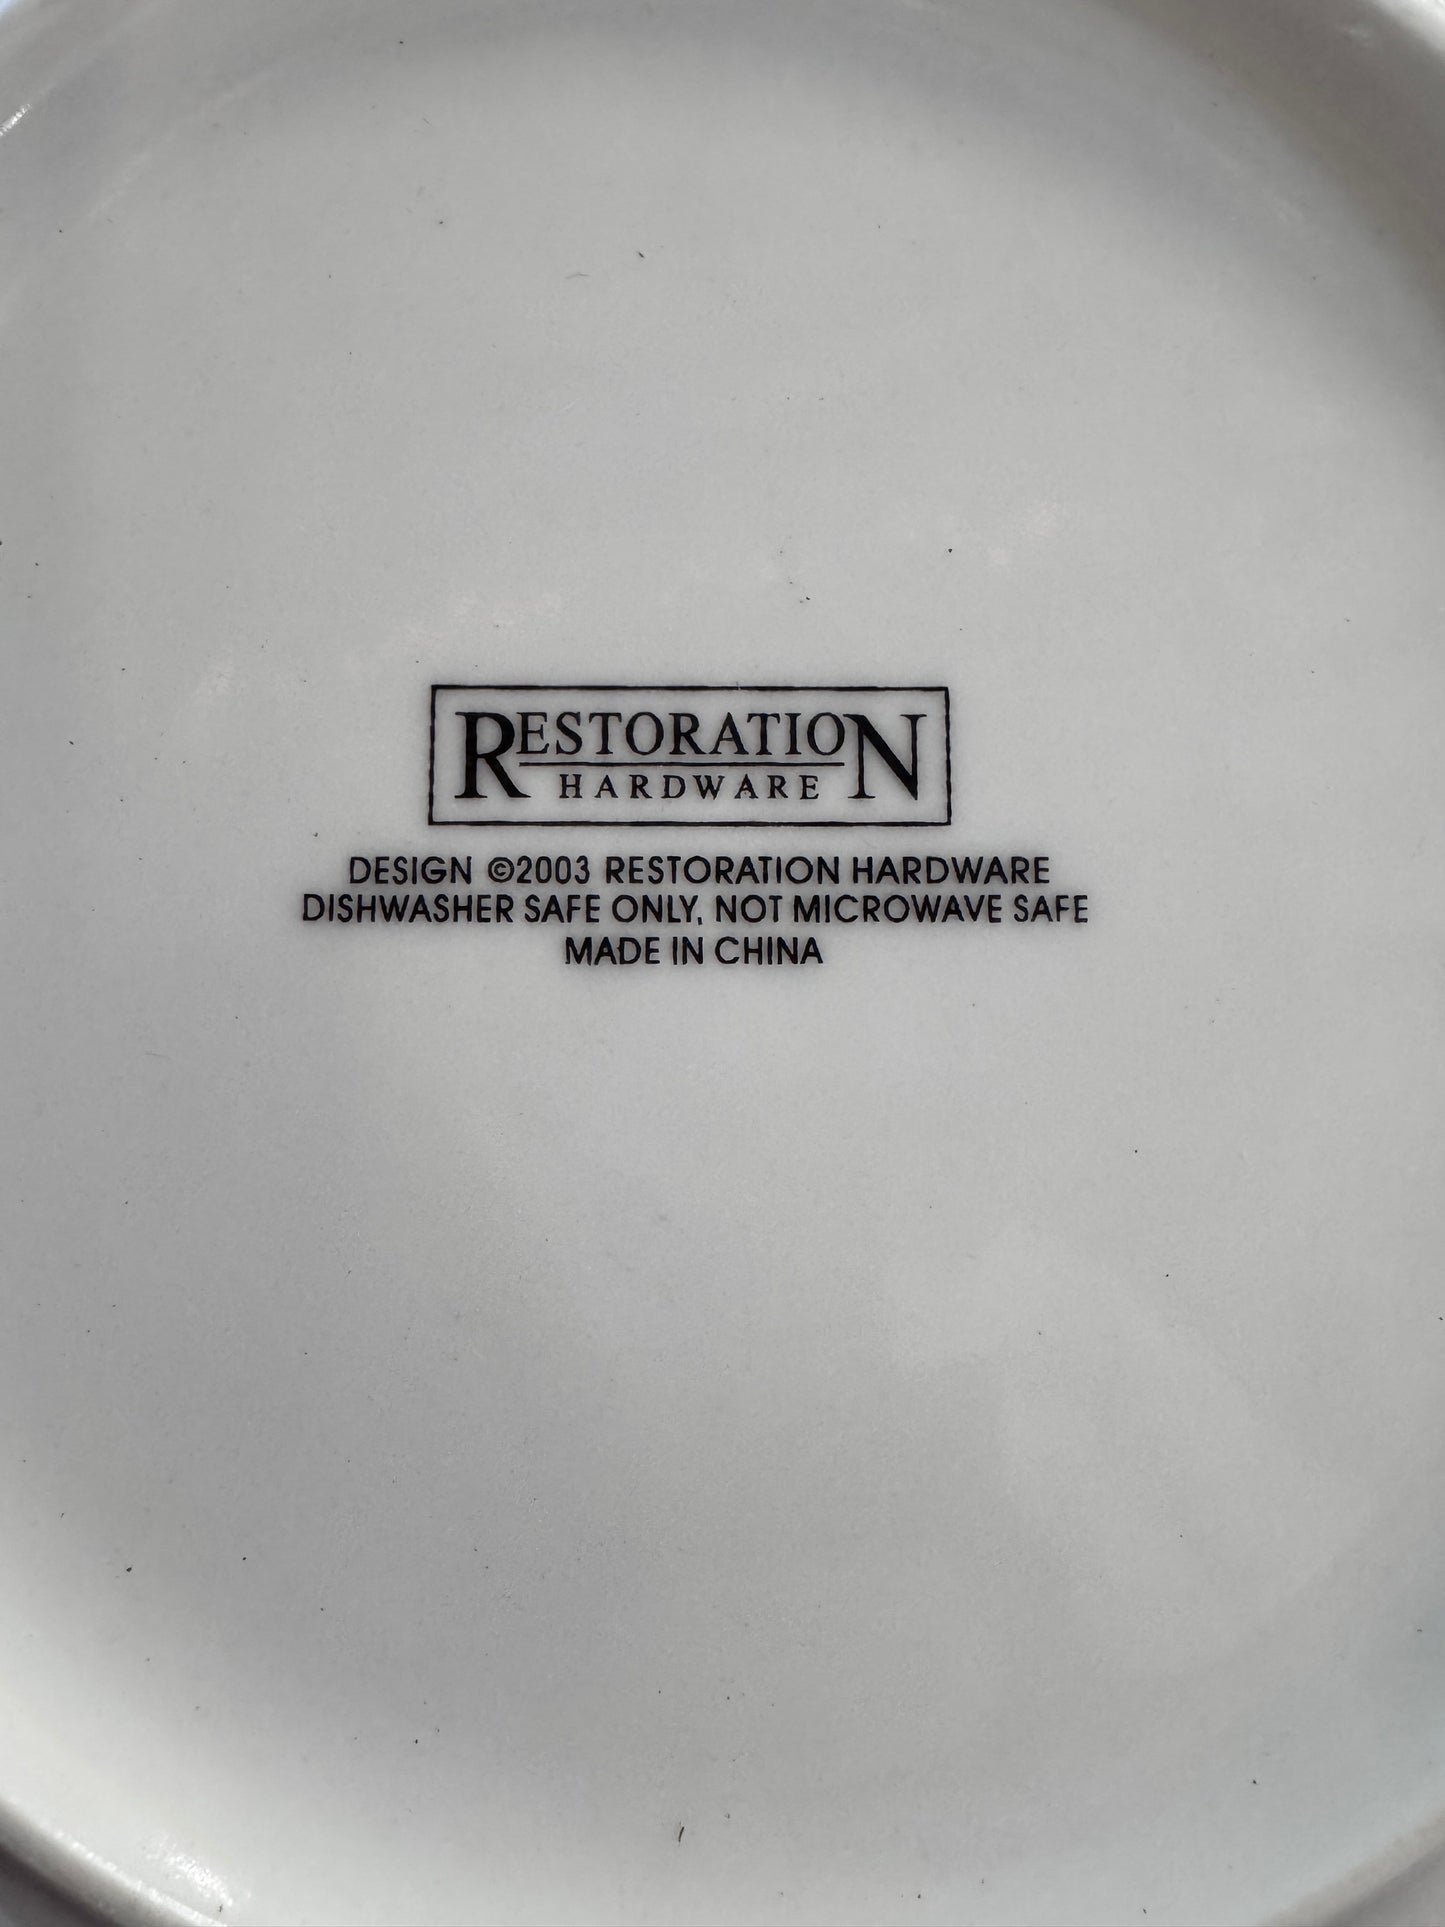 RESTORATION
HARDWARE
DESIGN ©2003 RESTORATION HARDWARE
DISHWASHER SAFE ONLY, NOT MICROWAVE SAFE
MADE IN CHINA